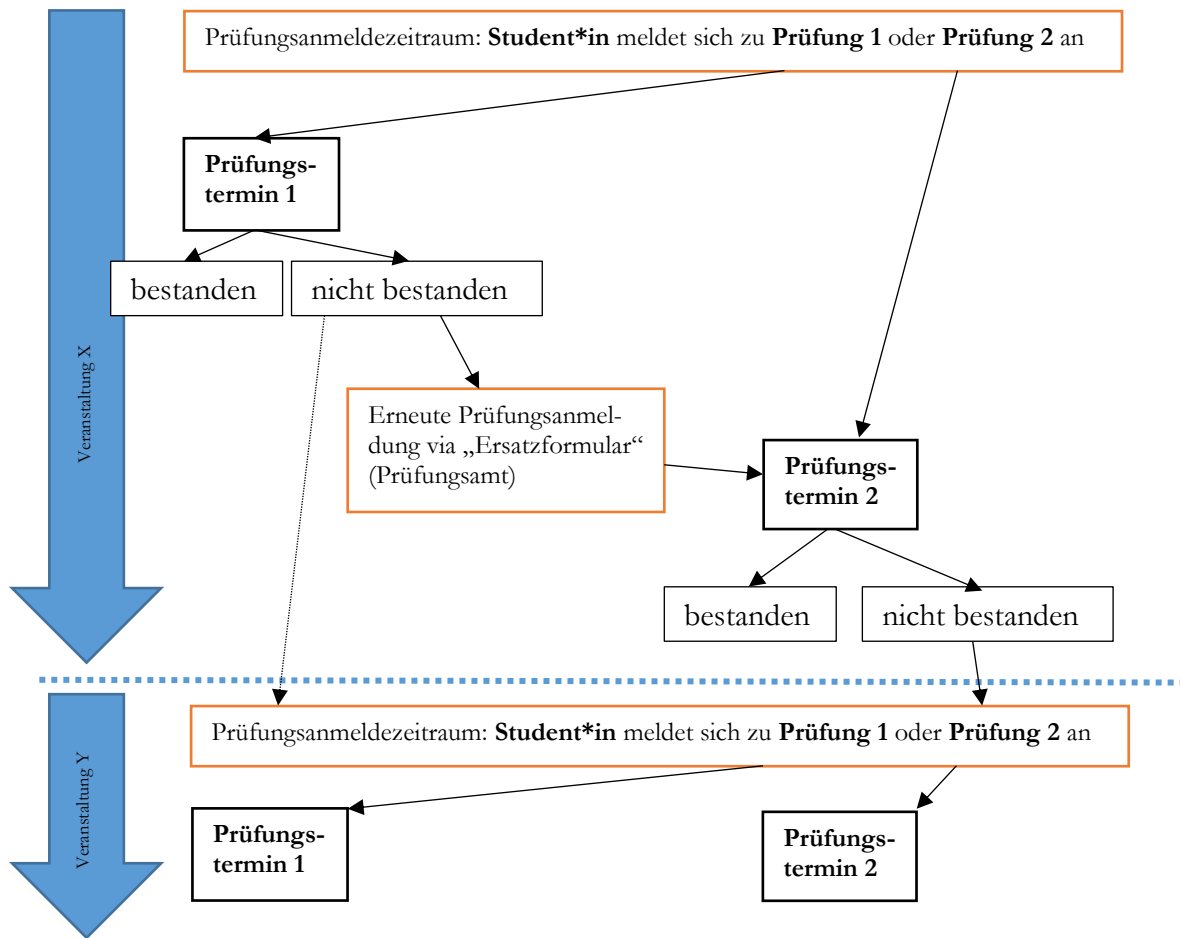 Prüfungsanmeldezeitraum: Student*in meldet sich zu Prüfung 1 oder Prüfung 2 an
Prüfungs-
termin 1
bestanden
nicht bestanden
Veranstaltung X
Erneute Prüfungsanmel-
dung via „Ersatzformular“
(Prüfungsamt)
Prüfungs-
termin 2
bestanden
nicht bestanden
Prüfungsanmeldezeitraum: Student*in meldet sich zu Prüfung 1 oder Prüfung 2 an
Veranstaltung Y
Prüfungs-
termin 1
Prüfungs-
termin 2